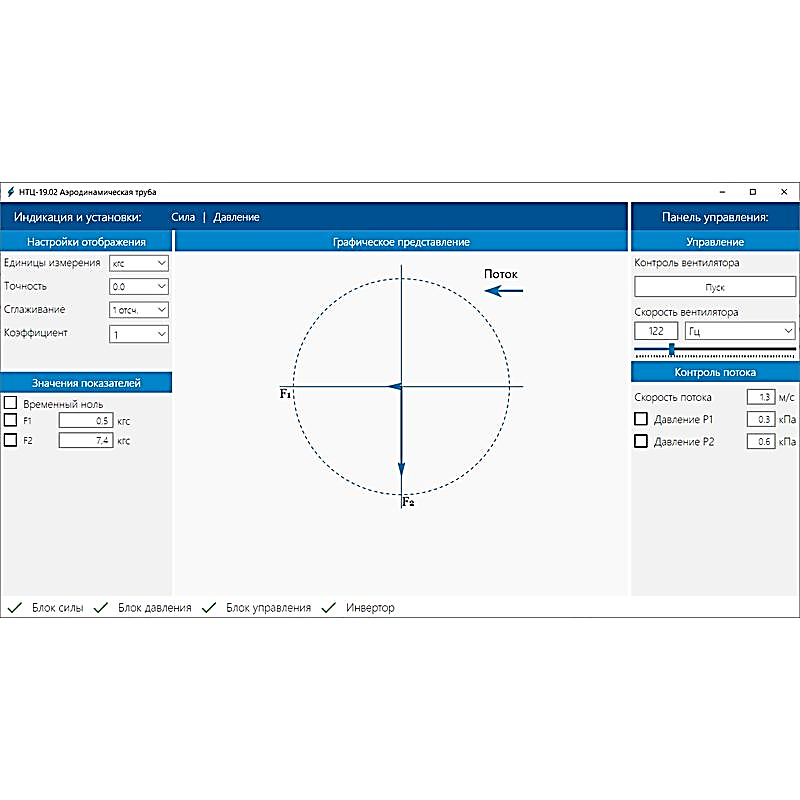 НТЦ-19.02 Аэродинамическая труба
Индикация и установки: Сила | Давление
Панель управления:
Настройки отображения
Единицы измерения кгс
Точность 0.0
Сглаживание 1 отсч.
Коэффициент 1
Значения показателей
Временный ноль
F1 0,5 кгс
F2 7,4 кгс
Графическое представление
Поток
F1
F2
Управление
Контроль вентилятора
Пуск
Скорость вентилятора
122 Гц
Контроль потока
Скорость потока 1.3 м/с
Давление P1 0.3 кПа
Давление P2 0.6 кПа
Блок силы Блок давления Блок управления Инвертор